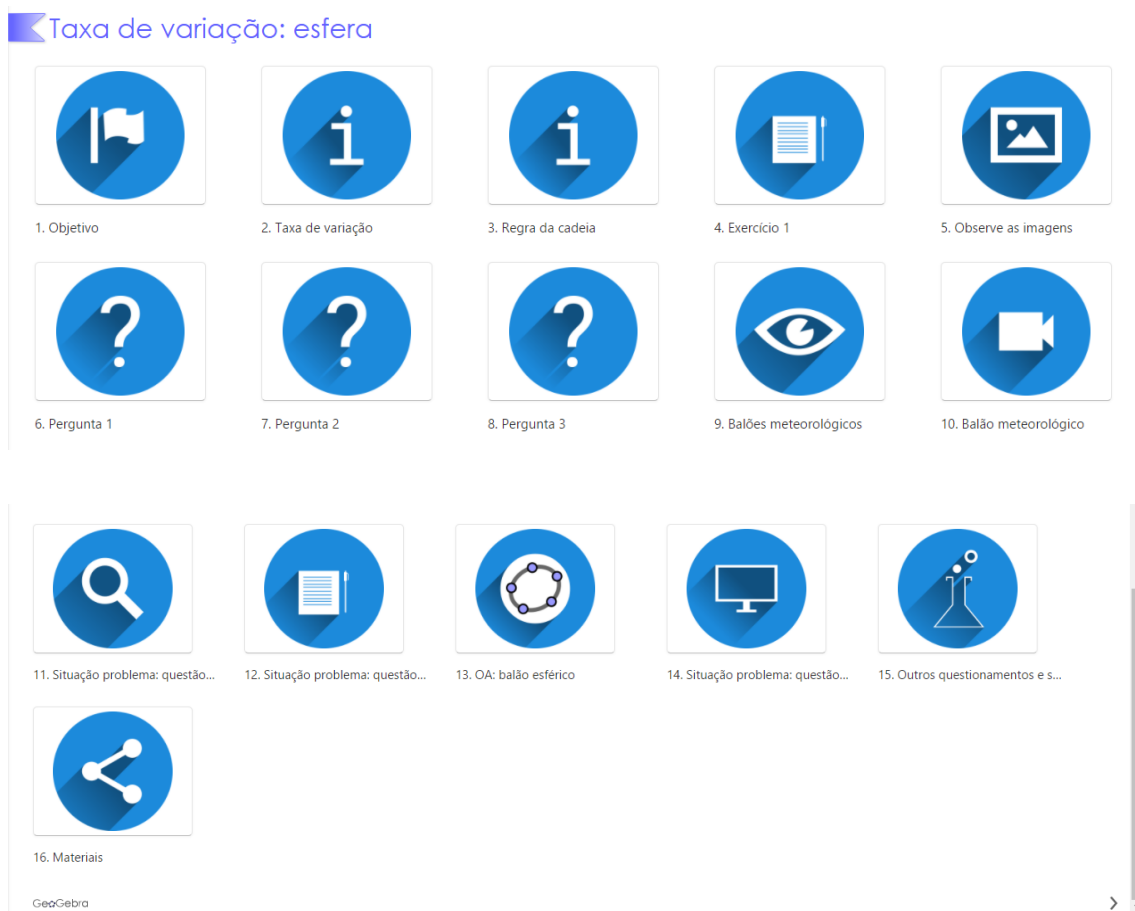 Taxa de variação: esfera
1. Objetivo
2. Taxa de variação
3. Regra da cadeia
4. Exercício 1
5. Observe as imagens
6. Pergunta 1
7. Pergunta 2
8. Pergunta 3
9. Balões meteorológicos
10. Balão meteorológico
11. Situação problema: questão...
12. Situação problema: questão...
13. OA: balão esférico
14. Situação problema: questão...
15. Outros questionamentos e s...
16. Materiais
GeoGebra